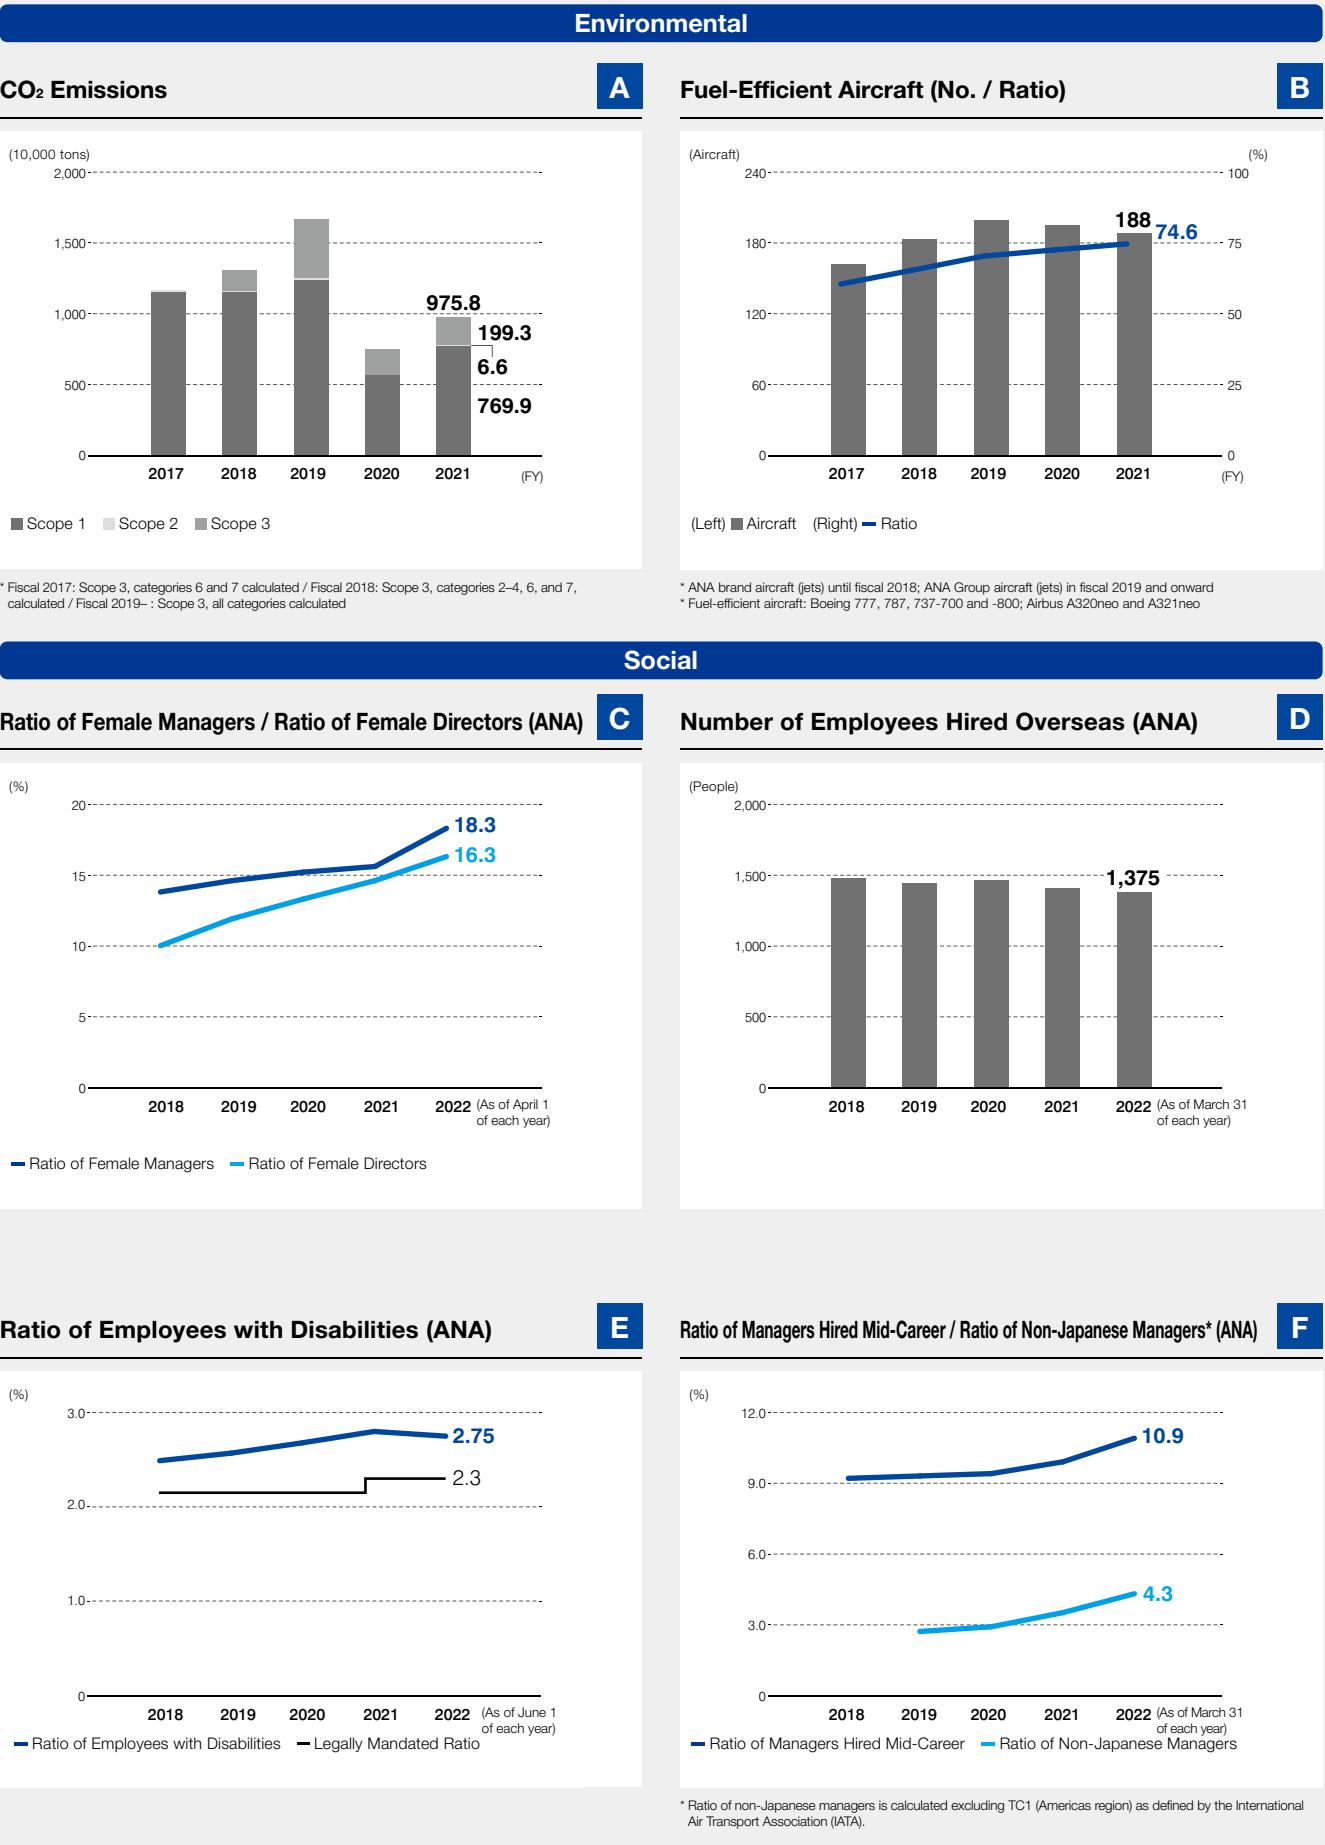 Environmental
CO₂ Emissions
A
(10,000 tons)
2,000
1,500
1,000
500
0
975.8
199.3
6.6
769.9
2017 2018 2019 2020 2021 (FY)
Scope 1 Scope 2 Scope 3
* Fiscal 2017: Scope 3, categories 6 and 7 calculated / Fiscal 2018: Scope 3, categories 2–4, 6, and 7,
calculated / Fiscal 2019– : Scope 3, all categories calculated
Fuel-Efficient Aircraft (No. / Ratio)
B
(Aircraft) (%)
240 100
180 75
120 50
60 25
0 0
188
74.6
2017 2018 2019 2020 2021 (FY)
(Left) Aircraft (Right) Ratio
* ANA brand aircraft (jets) until fiscal 2018; ANA Group aircraft (jets) in fiscal 2019 and onward
* Fuel-efficient aircraft: Boeing 777, 787, 737-700 and -800; Airbus A320neo and A321neo
Social
Ratio of Female Managers / Ratio of Female Directors (ANA)
C
(%)
20
15
10
5
0
18.3
16.3
2018 2019 2020 2021 2022 (As of April 1
of each year)
Ratio of Female Managers Ratio of Female Directors
Number of Employees Hired Overseas (ANA)
D
(People)
2,000
1,500
1,000
500
0
1,375
2018 2019 2020 2021 2022 (As of March 31
of each year)
Ratio of Employees with Disabilities (ANA)
E
(%)
3.0
2.0
1.0
0
2.75
2.3
2018 2019 2020 2021 2022 (As of June 1
of each year)
Ratio of Employees with Disabilities Legally Mandated Ratio
Ratio of Managers Hired Mid-Career / Ratio of Non-Japanese Managers* (ANA)
F
(%)
12.0
9.0
6.0
3.0
0
10.9
4.3
2018 2019 2020 2021 2022 (As of March 31
of each year)
Ratio of Managers Hired Mid-Career Ratio of Non-Japanese Managers
* Ratio of non-Japanese managers is calculated excluding TC1 (Americas region) as defined by the International
Air Transport Association (IATA).